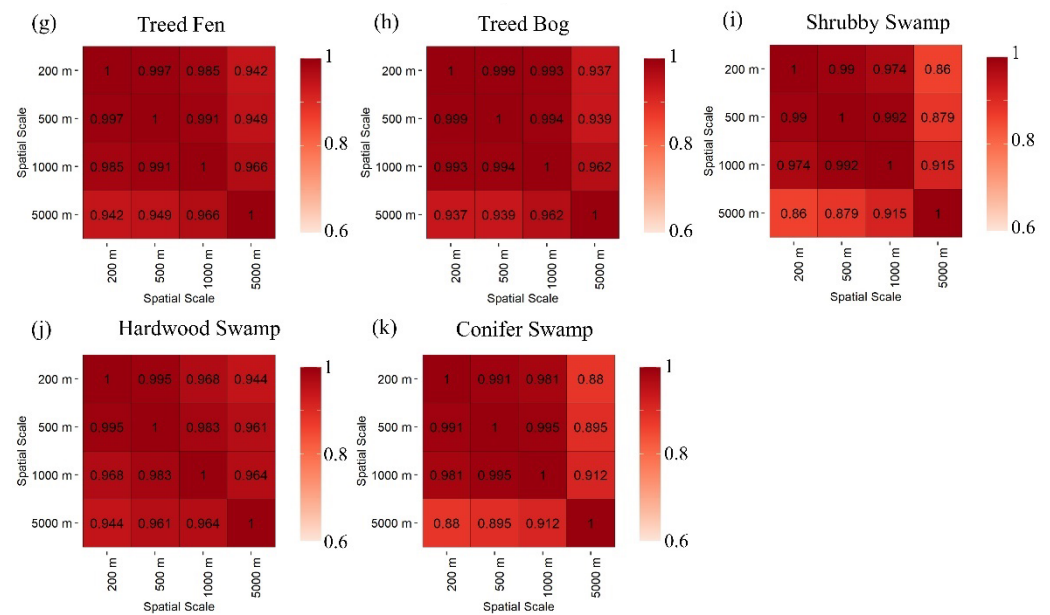 (g) Treed Fen
Spatial Scale
200 m 1 0.997 0.985 0.942
500 m 0.997 1 0.991 0.949
1000 m 0.985 0.991 1 0.966
5000 m 0.942 0.949 0.966 1
200 m 500 m 1000 m 5000 m
Spatial Scale
1
0.8
0.6
(h) Treed Bog
Spatial Scale
200 m 1 0.999 0.993 0.937
500 m 0.999 1 0.994 0.939
1000 m 0.993 0.994 1 0.962
5000 m 0.937 0.939 0.962 1
200 m 500 m 1000 m 5000 m
Spatial Scale
1
0.8
0.6
(i) Shrubby Swamp
Spatial Scale
200 m 1 0.99 0.974 0.86
500 m 0.99 1 0.992 0.879
1000 m 0.974 0.992 1 0.915
5000 m 0.86 0.879 0.915 1
200 m 500 m 1000 m 5000 m
Spatial Scale
1
0.8
0.6
(j) Hardwood Swamp
Spatial Scale
200 m 1 0.995 0.968 0.944
500 m 0.995 1 0.983 0.961
1000 m 0.968 0.983 1 0.964
5000 m 0.944 0.961 0.964 1
200 m 500 m 1000 m 5000 m
Spatial Scale
1
0.8
0.6
(k) Conifer Swamp
Spatial Scale
200 m 1 0.991 0.981 0.88
500 m 0.991 1 0.995 0.895
1000 m 0.981 0.995 1 0.912
5000 m 0.88 0.895 0.912 1
200 m 500 m 1000 m 5000 m
Spatial Scale
1
0.8
0.6